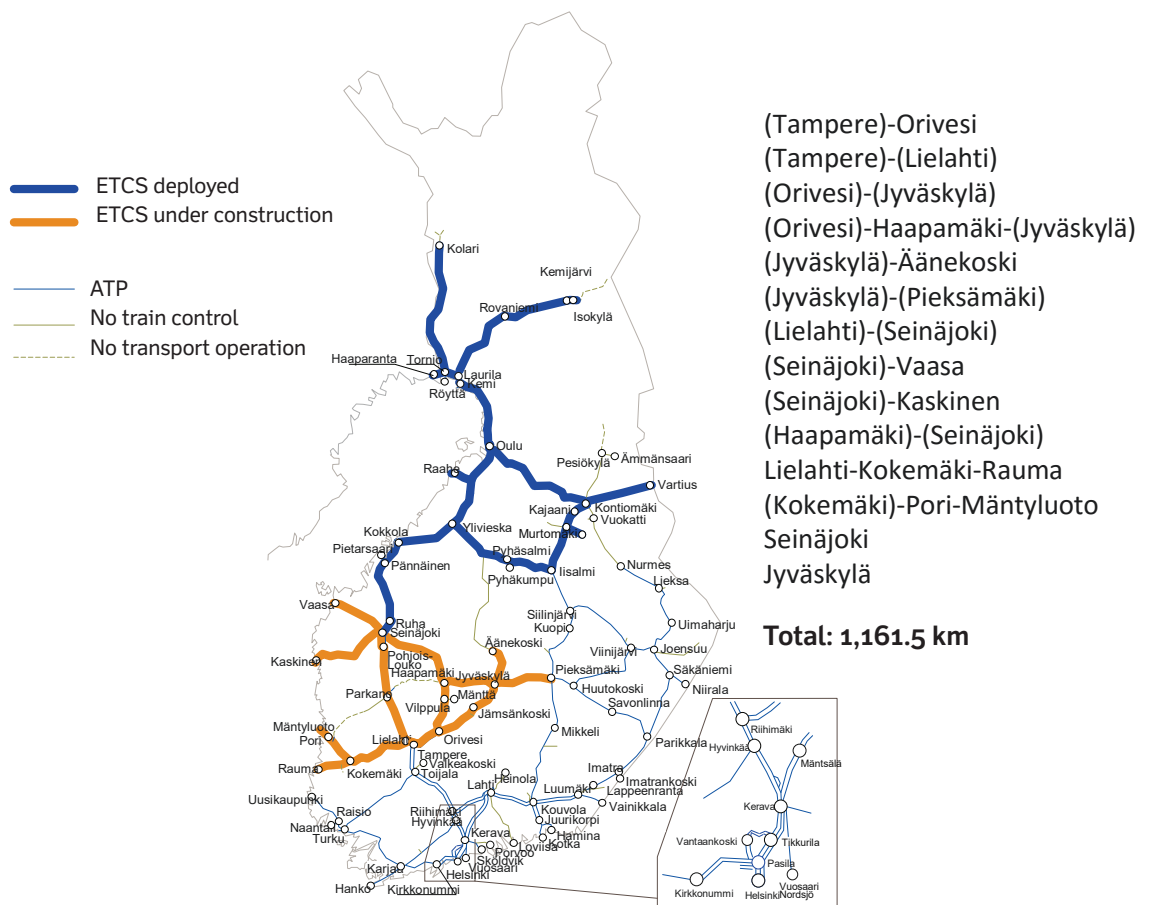 ETCS deployed
ETCS under construction
ATP
No train control
No transport operation
(Tampere)-Orivesi
(Tampere)-(Lielahti)
(Orivesi)-(Jyväskylä)
(Orivesi)-Haapamäki-(Jyväskylä)
(Jyväskylä)-Äänekoski
(Jyväskylä)-(Pieksämäki)
(Lielahti)-(Seinäjoki)
(Seinäjoki)-Vaasa
(Seinäjoki)-Kaskinen
(Haapamäki)-(Seinäjoki)
Lielahti-Kokemäki-Rauma
(Kokemäki)-Pori-Mäntyluoto
Seinäjoki
Jyväskylä
Total: 1,161.5 km
Kolari
Kemijärvi
Rovaniemi
Isokylä
Haaparanta
Tornio
Laurila
Kemi
Röyttä
Oulu
Raahe
Pesiökylä
Ämmänsaari
Vartius
Kajaani
Kontiomäki
Vuokatti
Murtomäki
Ylivieska
Kokkola
Pietarsaari
Pännäinen
Pyhäsalmi
Pyhäkumpu
Iisalmi
Nurmes
Lieksa
Vaasa
Ruha
Seinäjoki
Siilinjärvi
Kuopi
Uimaharju
Kaskinen
Pohjois-
Louko
Haapamäki
Äänekoski
Jyväskylä
Viinijärvi
Joensuu
Pieksämäki
Säkäniemi
Niirala
Huutokoski
Savonlinna
Parkano
Vilppula
Mänttä
Jämsänkoski
Mäntyluoto
Pori
Lielahti
Orivesi
Mikkeli
Parikkala
Rauma
Kokemäki
Tampere
Valkeakoski
Toijala
Lahti
Heinola
Imatra
Imatrankoski
Luumäki
Lappeenranta
Vainikkala
Uusikaupunki
Raisio
Naantali
Turku
Riihimäki
Hyvinkää
Kouvola
Juurikorpi
Hamina
Kotka
Kerava
Loviisa
Porvoo
Sköldvik
Vuosaari
Helsinki
Karjaa
Hanko
Kirkkonummi
Riihimäki
Hyvinkää
Mäntsälä
Kerava
Vantaankoski
Tikkurila
Pasila
Kirkkonummi
Helsinki
Vuosaari
Nordsjö